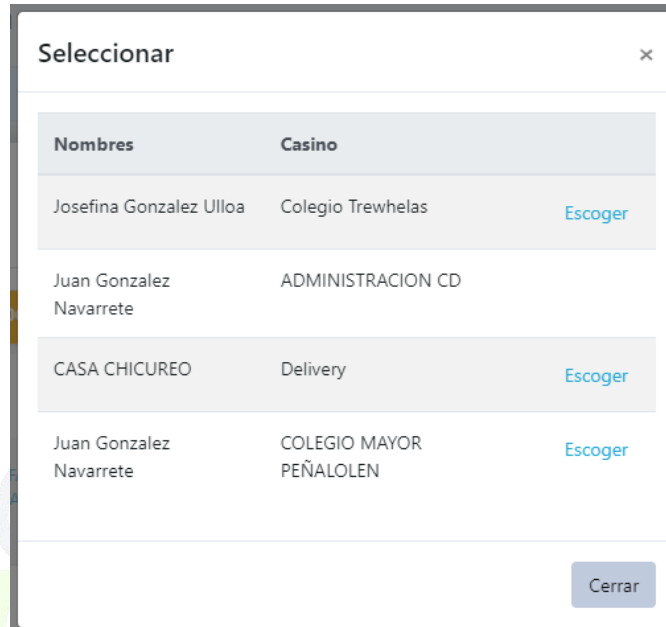 Seleccionar ×
Nombres Casino
Josefina Gonzalez Ulloa Colegio Trewhelas Escoger
Juan Gonzalez Navarrete ADMINISTRACION CD
CASA CHICUREO Delivery Escoger
Juan Gonzalez Navarrete COLEGIO MAYOR PEÑALOLEN Escoger
Cerrar